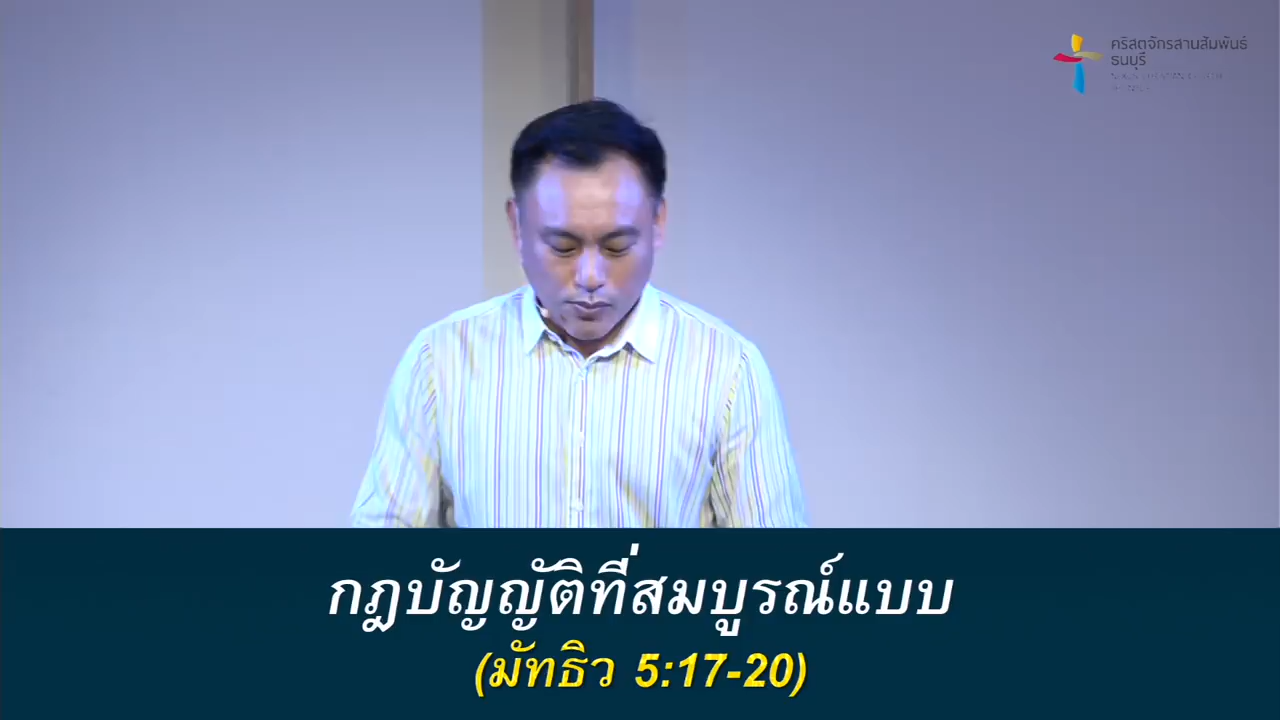 คริสตจักรสานสัมพันธ์
ธนบุรี
กฎบัญญัติที่สมบูรณ์แบบ
(มัทธิว 5:17-20)